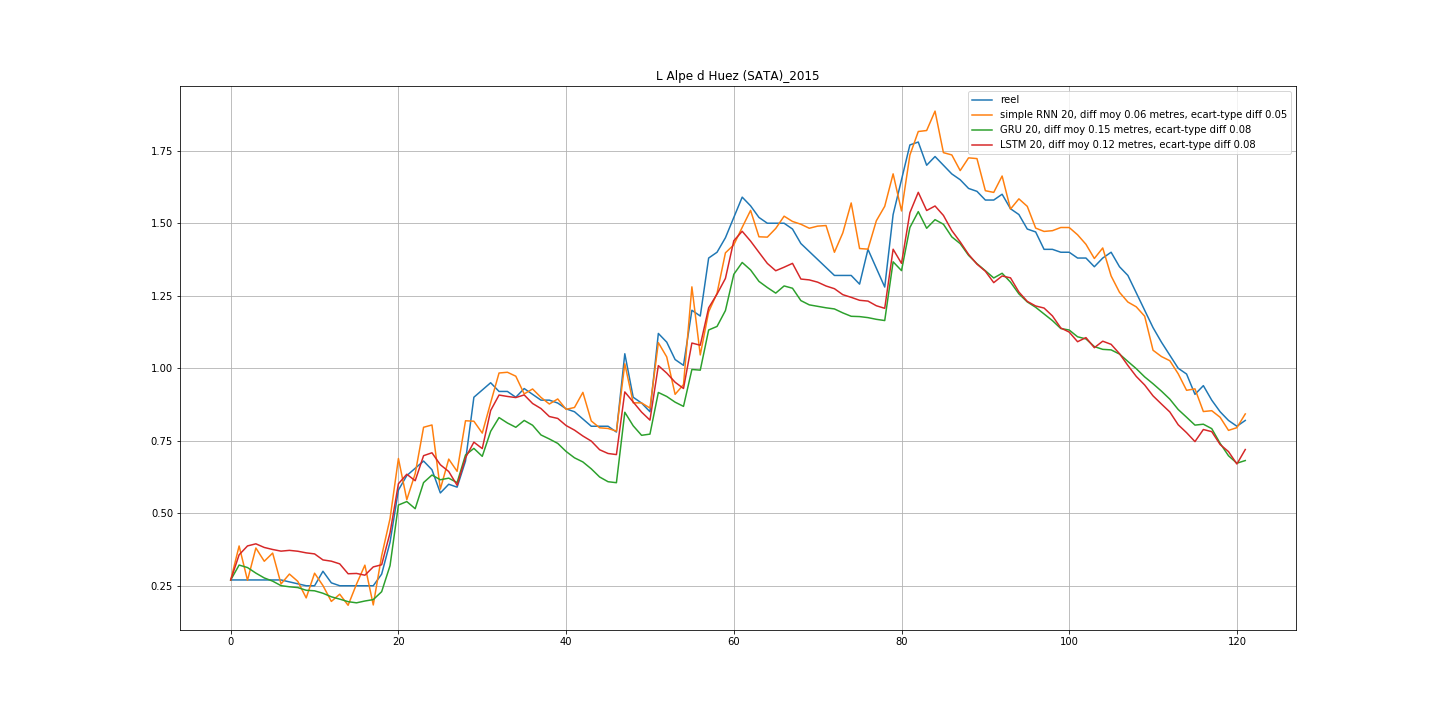 L Alpe d Huez (SATA)_2015
reel
simple RNN 20, diff moy 0.06 metres, ecart-type diff 0.05
GRU 20, diff moy 0.15 metres, ecart-type diff 0.08
LSTM 20, diff moy 0.12 metres, ecart-type diff 0.08
1.75
1.50
1.25
1.00
0.75
0.50
0.25
0 20 40 60 80 100 120